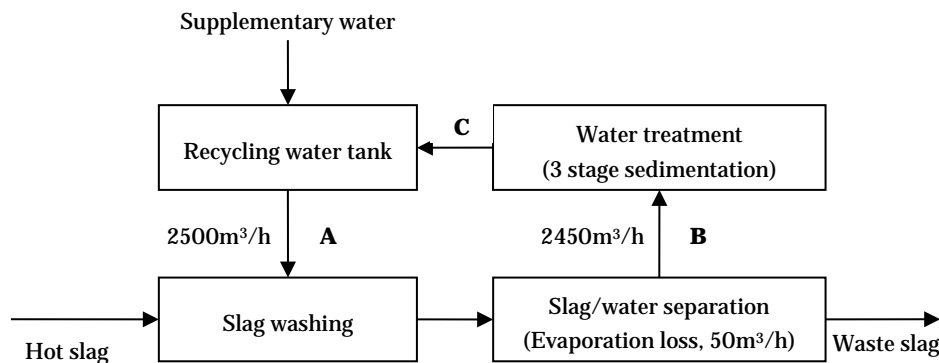 Supplementary water
Recycling water tank
C
Water treatment
(3 stage sedimentation)
2500m³/h
A
2450m³/h
B
Hot slag
Slag washing
Slag/water separation
(Evaporation loss, 50m³/h)
Waste slag